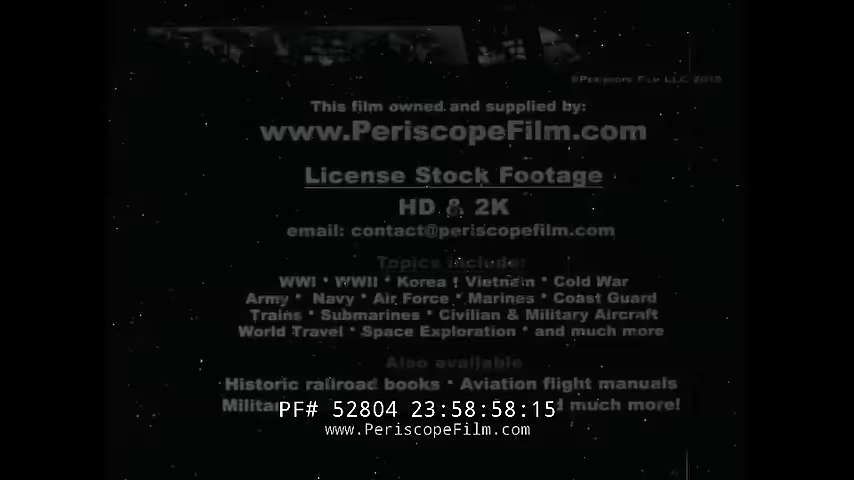 ©Periscope Film LLC 2015
This film owned and supplied by:
www.PeriscopeFilm.com
License Stock Footage
HD & 2K
email: contact@periscopefilm.com
Topics include:
WWI * WWII * Korea * Vietnam * Cold War
Army * Navy * Air Force * Marines * Coast Guard
Trains * Submarines * Civilian & Military Aircraft
World Travel * Space Exploration * and much more
Also available
Historic railroad books * Aviation flight manuals
much more!
PF# 52804 23:58:58:15
www.PeriscopeFilm.com